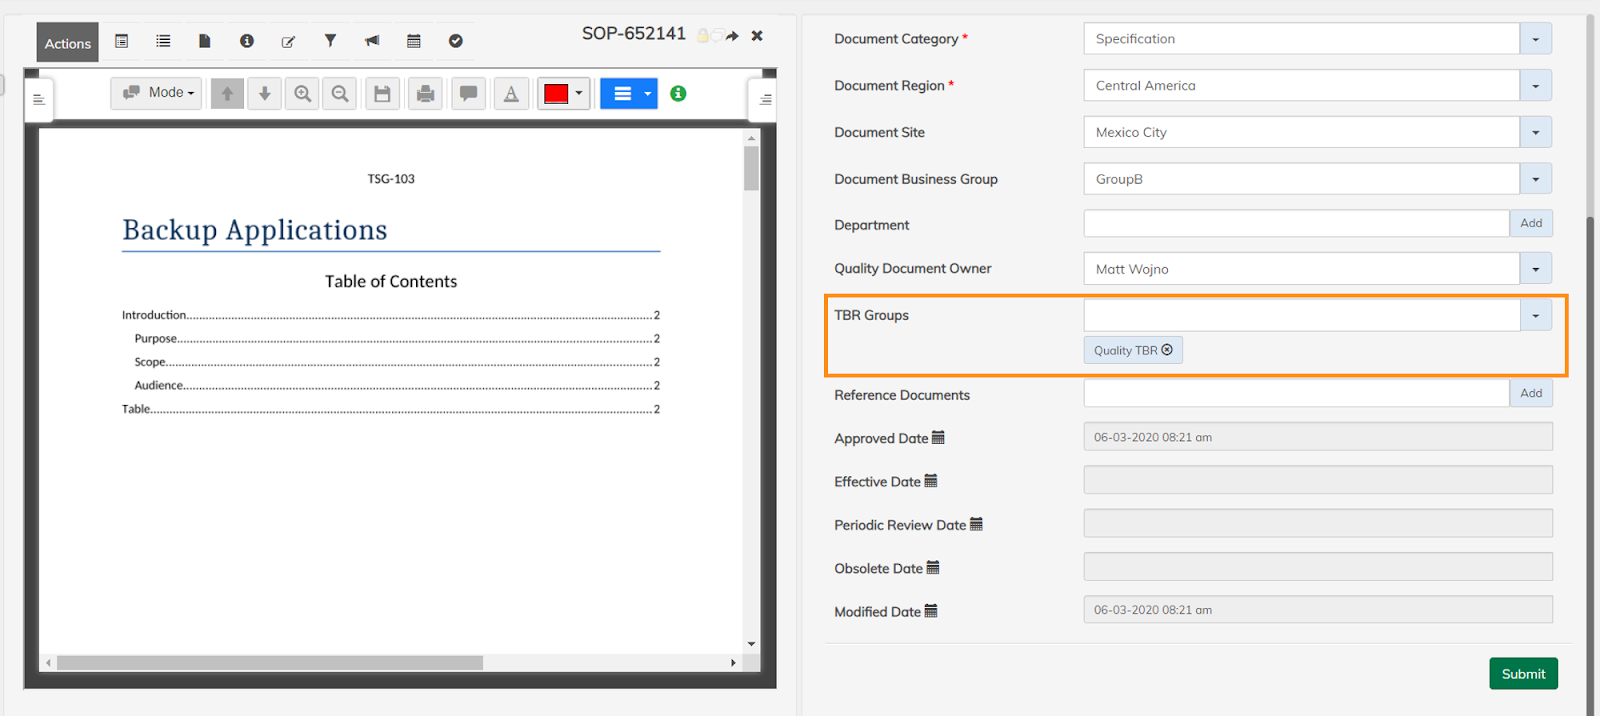 Actions
SOP-652141
Mode
A
TSG-103
Backup Applications
Table of Contents
Introduction........................................................2
Purpose........................................................2
Scope........................................................2
Audience........................................................2
Table........................................................2
Document Category * Specification
Document Region * Central America
Document Site Mexico City
Document Business Group GroupB
Department Add
Quality Document Owner Matt Wojno
TBR Groups
Quality TBR
Reference Documents Add
Approved Date 06-03-2020 08:21 am
Effective Date
Periodic Review Date
Obsolete Date
Modified Date 06-03-2020 08:21 am
Submit